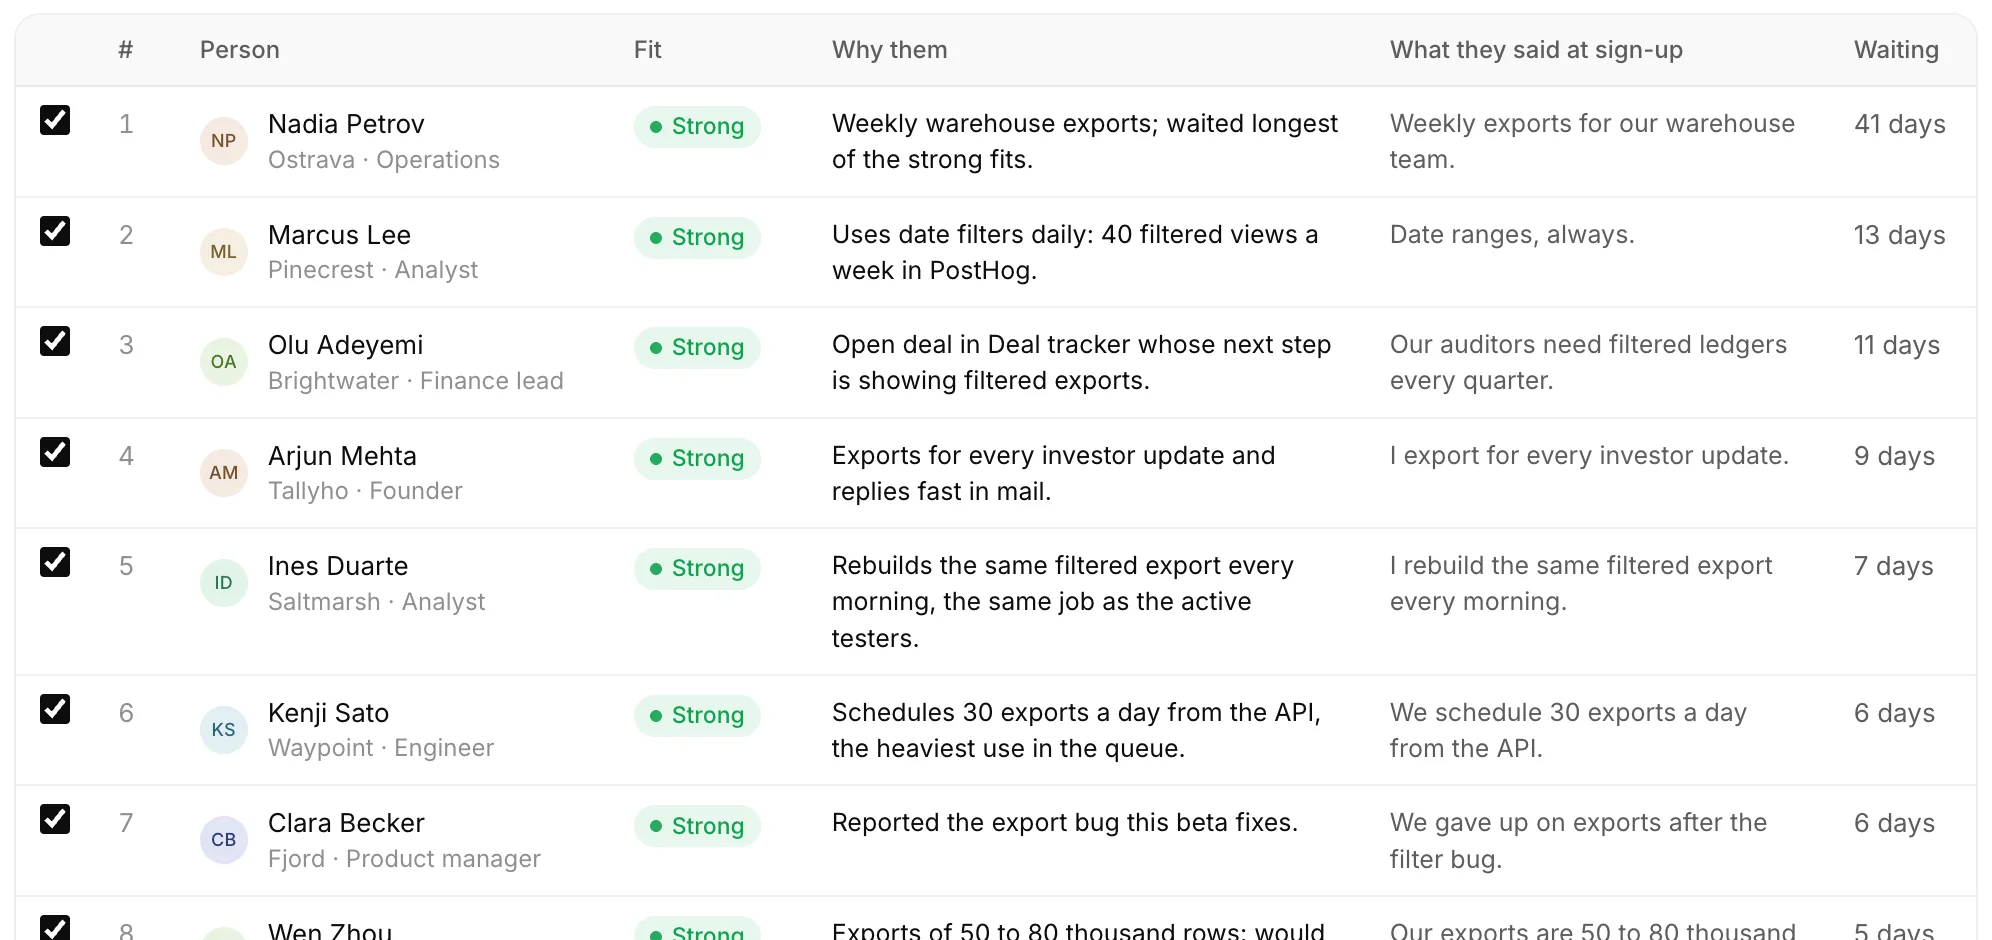 # Person Fit Why them What they said at sign-up Waiting
1 NP Nadia Petrov Strong Weekly warehouse exports; waited longest Weekly exports for our warehouse 41 days
Ostrava · Operations of the strong fits. team.
2 ML Marcus Lee Strong Uses date filters daily: 40 filtered views a Date ranges, always. 13 days
Pinecrest · Analyst week in PostHog.
3 OA Olu Adeyemi Strong Open deal in Deal tracker whose next step Our auditors need filtered ledgers 11 days
Brightwater · Finance lead is showing filtered exports. every quarter.
4 AM Arjun Mehta Strong Exports for every investor update and I export for every investor update. 9 days
Tallyho · Founder replies fast in mail.
5 ID Ines Duarte Strong Rebuilds the same filtered export every I rebuild the same filtered export 7 days
Saltmarsh · Analyst morning, the same job as the active every morning.
testers.
6 KS Kenji Sato Strong Schedules 30 exports a day from the API, We schedule 30 exports a day 6 days
Waypoint · Engineer the heaviest use in the queue. from the API.
7 CB Clara Becker Strong Reported the export bug this beta fixes. We gave up on exports after the 6 days
Fjord · Product manager filter bug.
8 Wen Zhou Strong Exports of 50 to 80 thousand rows; would Our exports are 50 to 80 thousand 5 days